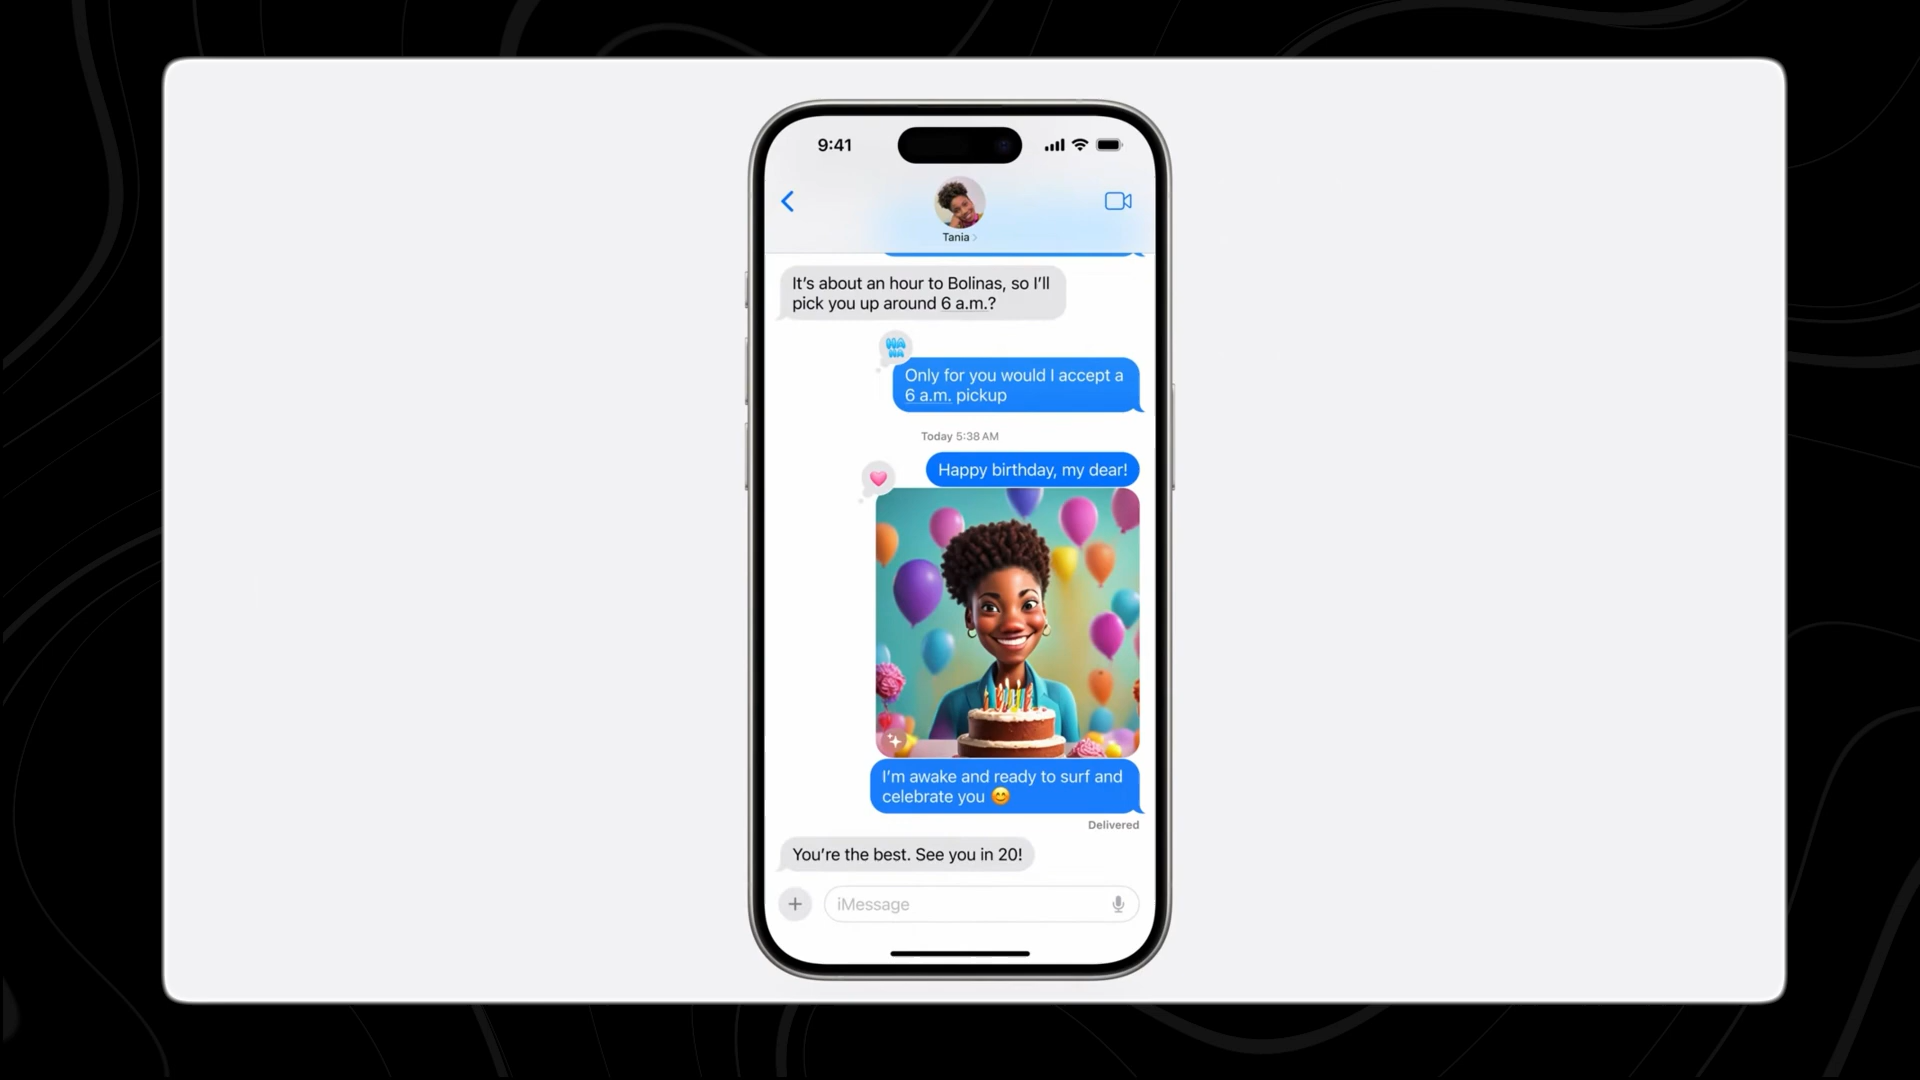 9:41
Tania
It’s about an hour to Bolinas, so I’ll
pick you up around 6 a.m.?
HA
HA
Only for you would I accept a
6 a.m. pickup
Today 5:38 AM
Happy birthday, my dear!
I’m awake and ready to surf and
celebrate you 😊
Delivered
You’re the best. See you in 20!
iMessage